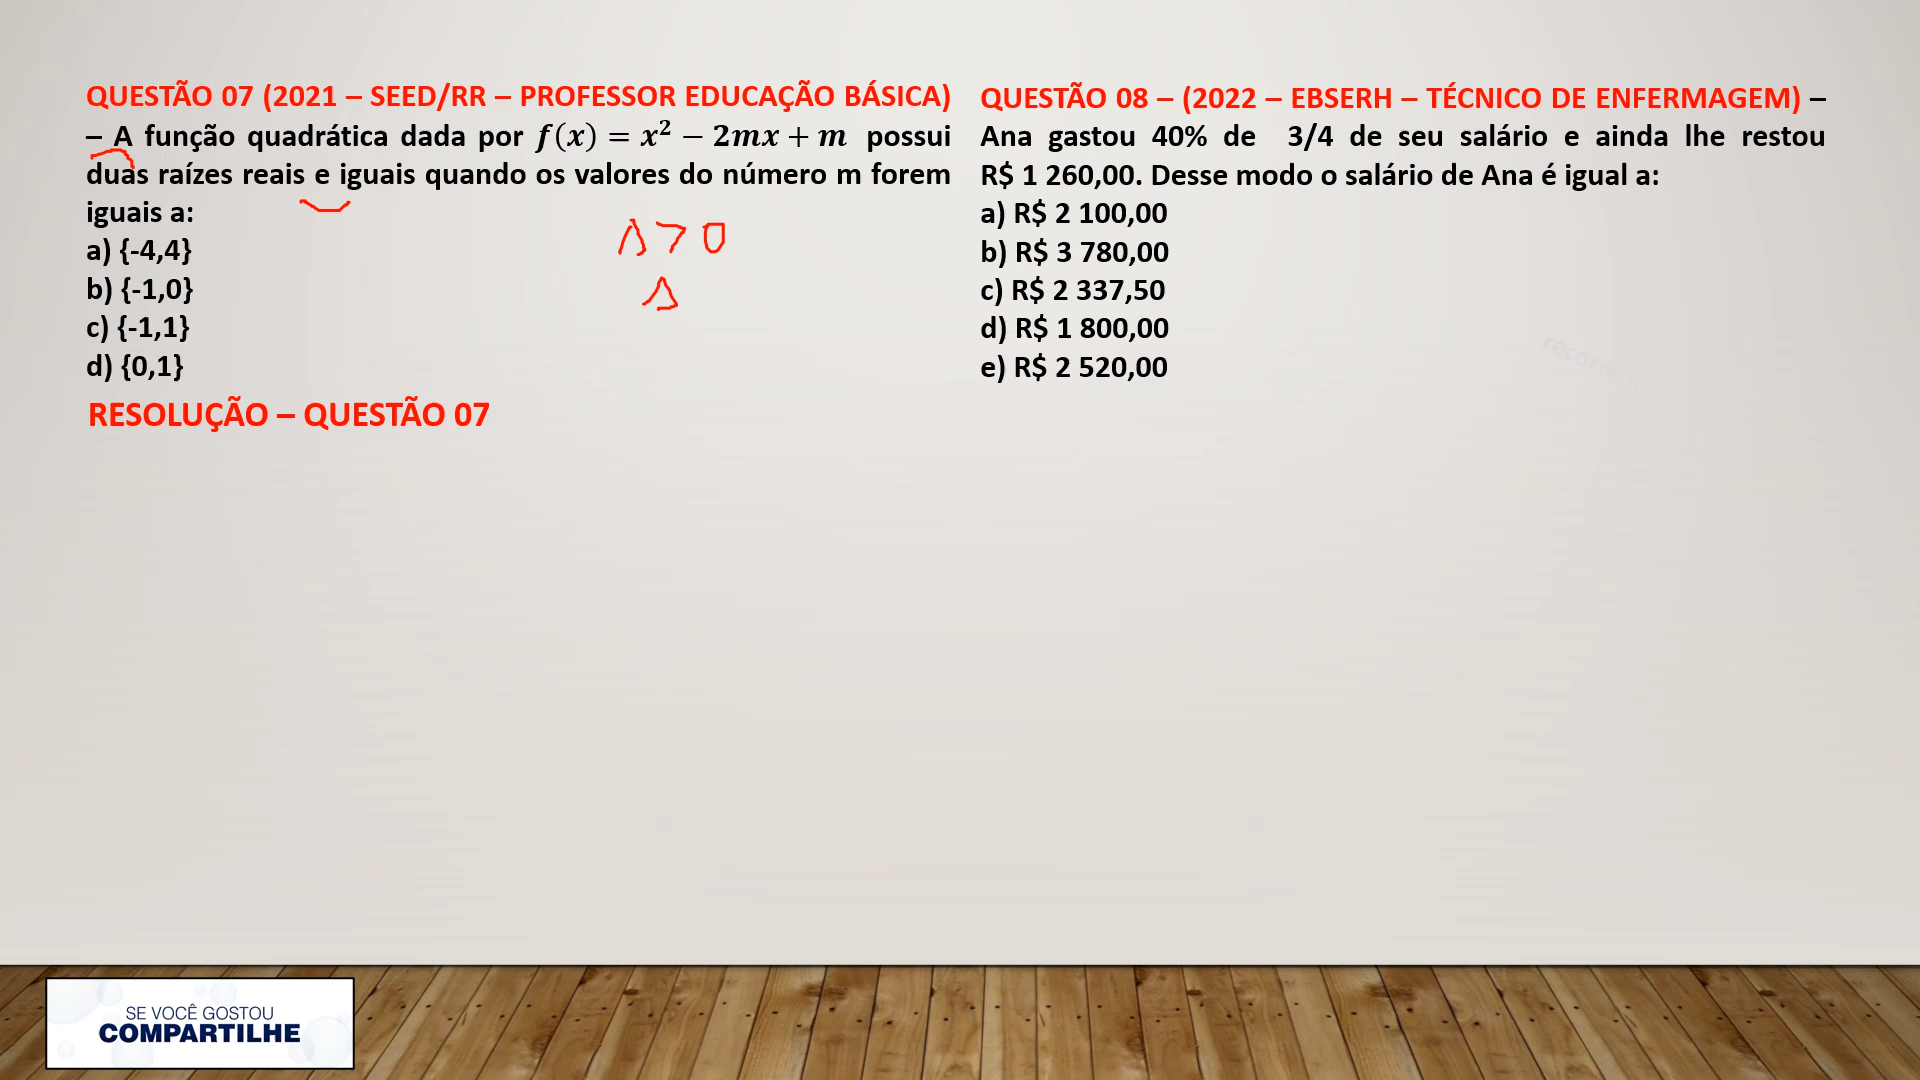 QUESTÃO 07 (2021 – SEED/RR – PROFESSOR EDUCAÇÃO BÁSICA)
– A função quadrática dada por f(x) = x² − 2mx + m possui
duas raízes reais e iguais quando os valores do número m forem
iguais a:
a) {-4,4}
b) {-1,0}
c) {-1,1}
d) {0,1}
Δ > 0
Δ
RESOLUÇÃO – QUESTÃO 07
QUESTÃO 08 – (2022 – EBSERH – TÉCNICO DE ENFERMAGEM) –
Ana gastou 40% de 3/4 de seu salário e ainda lhe restou
R$ 1 260,00. Desse modo o salário de Ana é igual a:
a) R$ 2 100,00
b) R$ 3 780,00
c) R$ 2 337,50
d) R$ 1 800,00
e) R$ 2 520,00
SE VOCÊ GOSTOU
COMPARTILHE